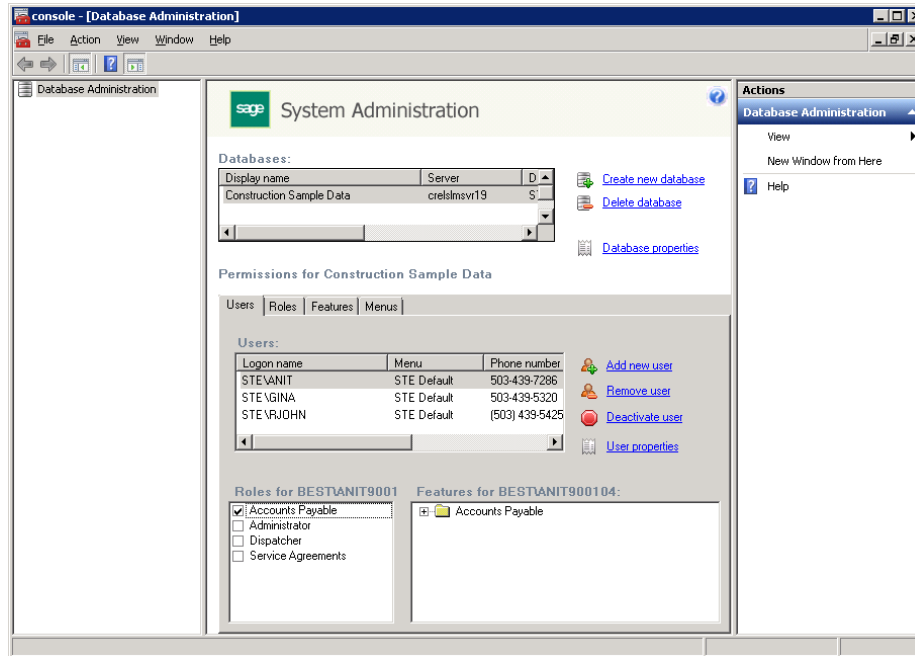 console - [Database Administration]
File Action View Window Help
Database Administration
sage System Administration
Databases:
Display name Server D
Construction Sample Data crelslmsvr19 S
Create new database
Delete database
Database properties
Permissions for Construction Sample Data
Users Roles Features Menus
Users:
Logon name Menu Phone number
STE\ANIT STE Default 503-439-7286
STE\GINA STE Default 503-439-5320
STE\RJOHN STE Default (503) 439-5425
Add new user
Remove user
Deactivate user
User properties
Roles for BEST\ANIT9001
Accounts Payable
Administrator
Dispatcher
Service Agreements
Features for BEST\ANIT900104:
Accounts Payable
Actions
Database Administration
View
New Window from Here
Help